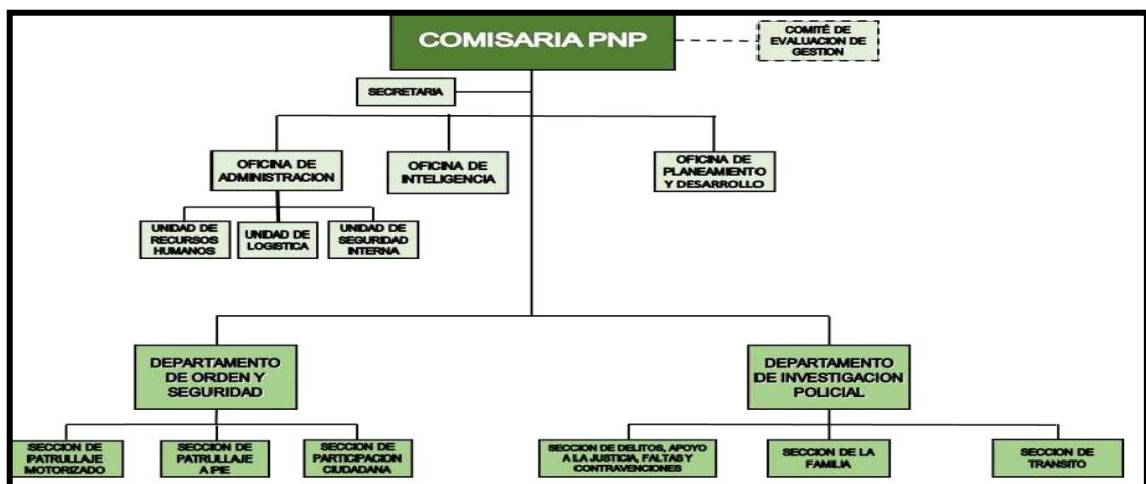 COMISARIA PNP
COMITÉ DE
EVALUACION DE
GESTION
SECRETARIA
OFICINA DE
ADMINISTRACION
OFICINA DE
INTELIGENCIA
OFICINA DE
PLANEAMIENTO
Y DESARROLLO
UNIDAD DE
RECURSOS
HUMANOS
UNIDAD DE
LOGISTICA
UNIDAD DE
SEGURIDAD
INTERNA
DEPARTAMENTO
DE ORDEN Y
SEGURIDAD
DEPARTAMENTO
DE INVESTIGACION
POLICIAL
SECCION DE
PATRULLAJE
MOTORIZADO
SECCION DE
PATRULLAJE
A PIE
SECCION DE
PARTICIPACION
CIUDADANA
SECCION DE DELITOS, APOYO
A LA JUSTICIA, FALTAS Y
CONTRAVENCIONES
SECCION DE LA
FAMILIA
SECCION DE
TRANSITO